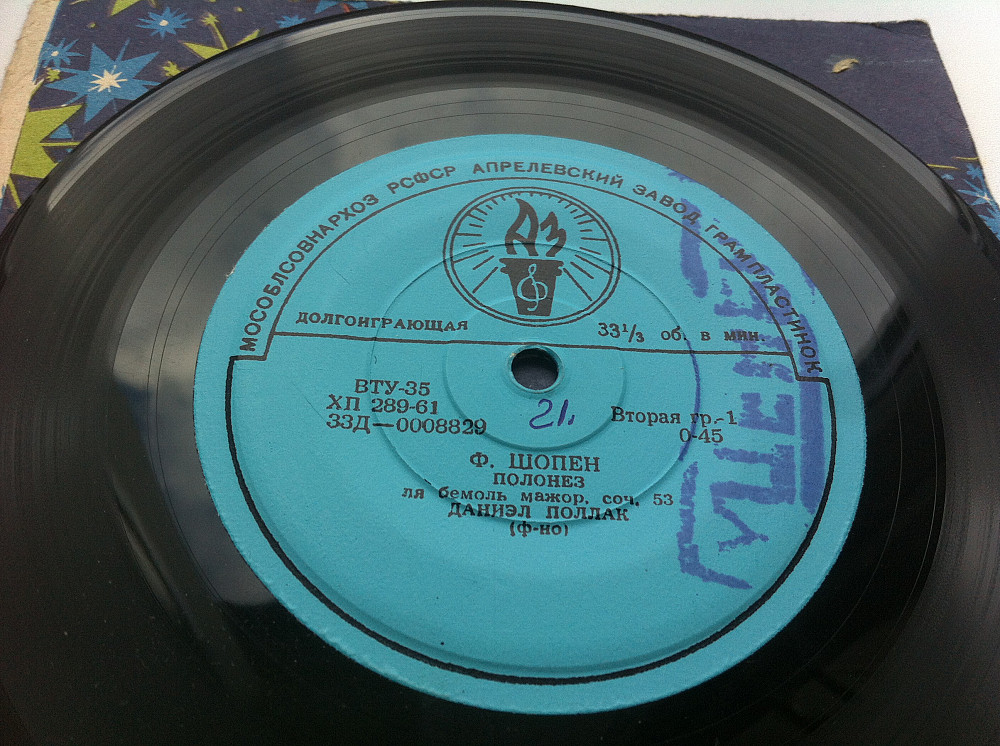 МОСОБЛСОВНАРХОЗ РСФСР АПРЕЛЕВСКИЙ ЗАВОД ГРАМПЛАСТИНОК
АЗ
ДОЛГОИГРАЮЩАЯ 33⅓ об. в мин.
ВТУ-35
ХП 289-61
33Д—0008829
21.
Вторая гр.-1
0-45
Ф. ШОПЕН
ПОЛОНЕЗ
ля бемоль мажор, соч. 53
ДАНИЭЛ ПОЛЛАК
(ф-но)